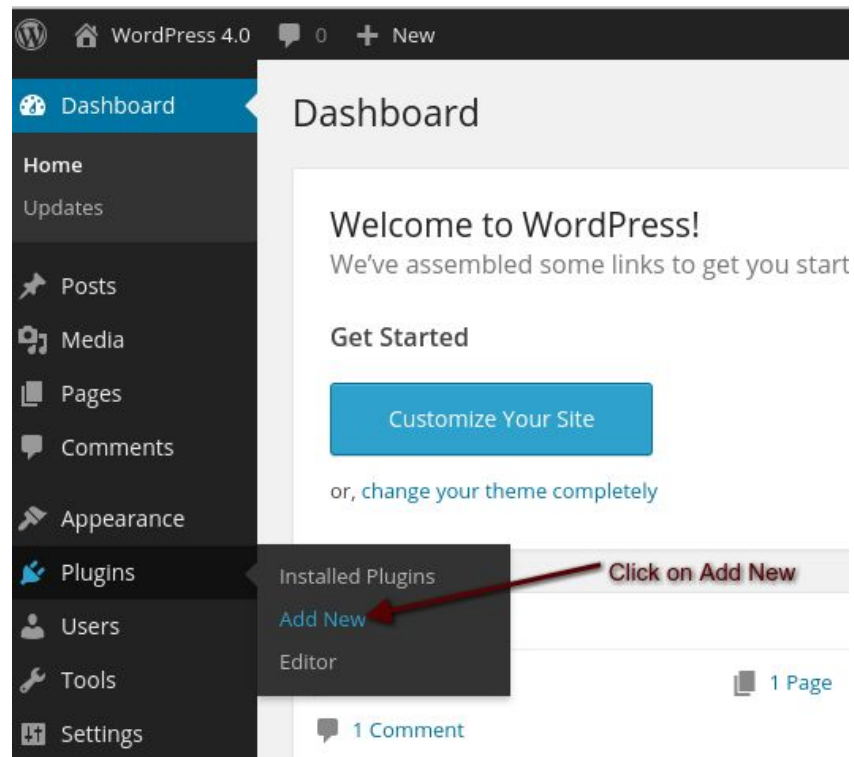 WordPress 4.0 0 + New
Dashboard
Home
Updates
Posts
Media
Pages
Comments
Appearance
Plugins
Users
Tools
Settings
Installed Plugins
Add New
Editor
Click on Add New
Dashboard
Welcome to WordPress!
We've assembled some links to get you start
Get Started
Customize Your Site
or, change your theme completely
1 Page
1 Comment